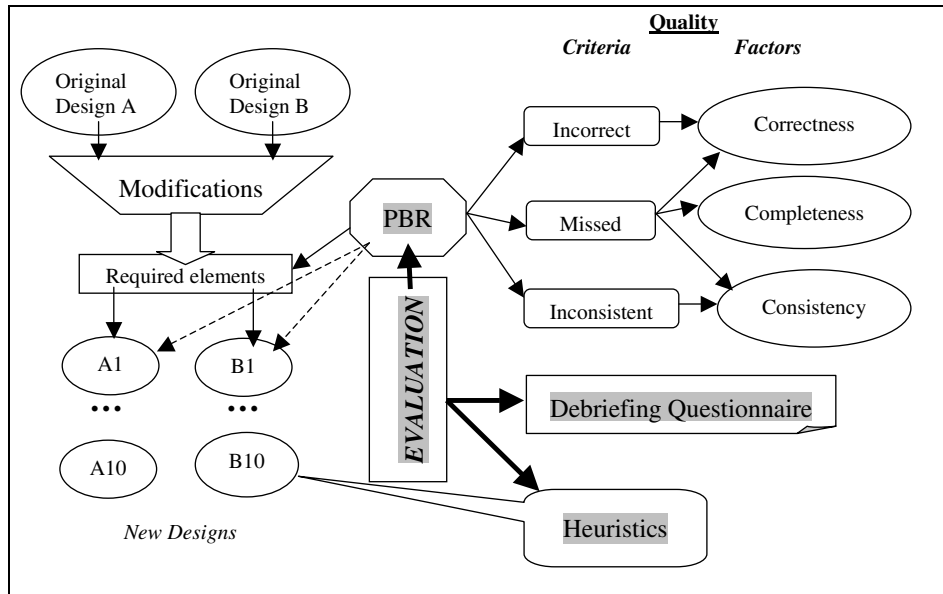 Quality
Criteria Factors
Original
Design A
Original
Design B
Modifications
Required elements
A1
B1
•••
•••
A10
B10
New Designs
PBR
EVALUATION
Incorrect
Missed
Inconsistent
Correctness
Completeness
Consistency
Debriefing Questionnaire
Heuristics